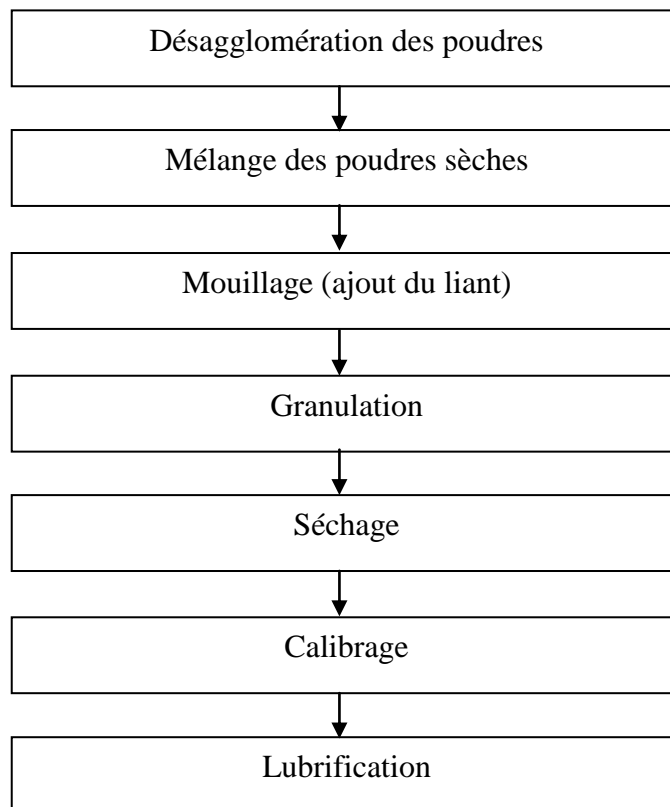 Désagglomération des poudres
Mélange des poudres sèches
Mouillage (ajout du liant)
Granulation
Séchage
Calibrage
Lubrification